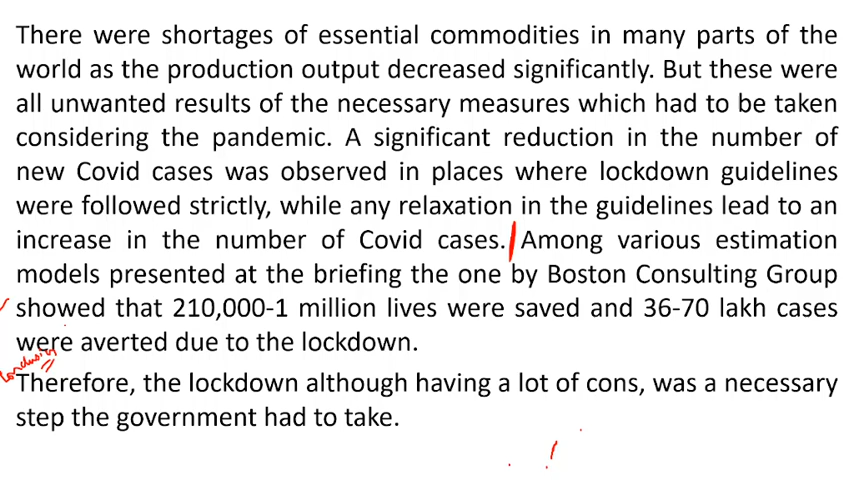 There were shortages of essential commodities in many parts of the
world as the production output decreased significantly. But these were
all unwanted results of the necessary measures which had to be taken
considering the pandemic. A significant reduction in the number of
new Covid cases was observed in places where lockdown guidelines
were followed strictly, while any relaxation in the guidelines lead to an
increase in the number of Covid cases. Among various estimation
models presented at the briefing the one by Boston Consulting Group
showed that 210,000-1 million lives were saved and 36-70 lakh cases
were averted due to the lockdown.
Conclusion
Therefore, the lockdown although having a lot of cons, was a necessary
step the government had to take.